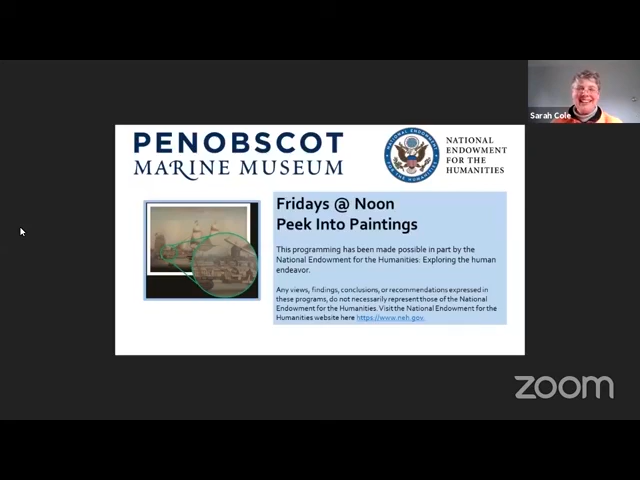 Sarah Cole
PENOBSCOT
MARINE MUSEUM
NATIONAL
ENDOWMENT
FOR THE
HUMANITIES
Fridays @ Noon
Peek Into Paintings
This programming has been made possible in part by the
National Endowment for the Humanities: Exploring the human
endeavor.
Any views, findings, conclusions, or recommendations expressed in
these programs, do not necessarily represent those of the National
Endowment for the Humanities. Visit the National Endowment for the
Humanities website here https://www.neh.gov.
zoom